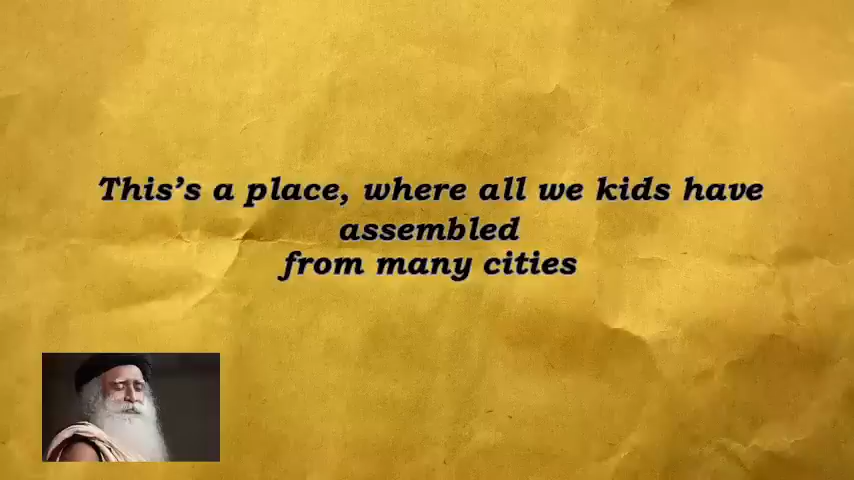 This's a place, where all we kids have
assembled
from many cities